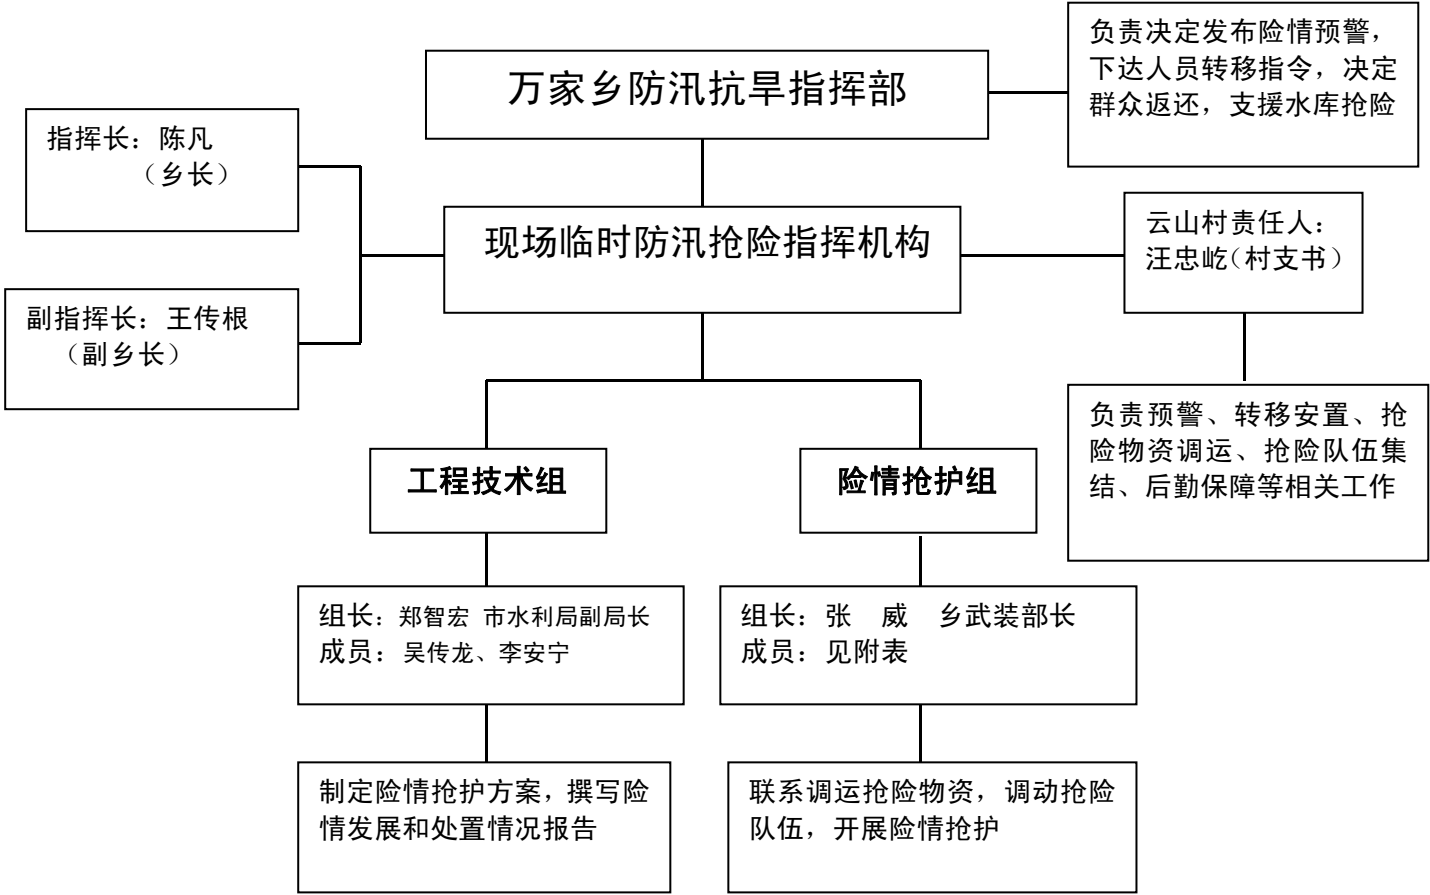 万家乡防汛抗旱指挥部
负责决定发布险情预警，
下达人员转移指令，决定
群众返还，支援水库抢险
指挥长：陈凡
（乡长）
现场临时防汛抢险指挥机构
云山村责任人：
汪忠屹（村支书）
副指挥长：王传根
（副乡长）
负责预警、转移安置、抢
险物资调运、抢险队伍集
结、后勤保障等相关工作
工程技术组
险情抢护组
组长：郑智宏 市水利局副局长
成员：吴传龙、李安宁
组长：张　威　乡武装部长
成员：见附表
制定险情抢护方案，撰写险
情发展和处置情况报告
联系调运抢险物资，调动抢险
队伍，开展险情抢护